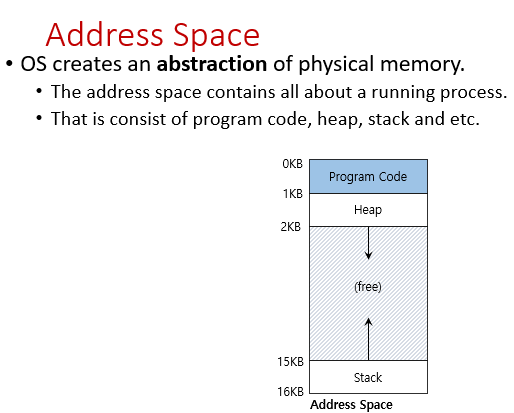 Address Space
• OS creates an abstraction of physical memory.
• The address space contains all about a running process.
• That is consist of program code, heap, stack and etc.
0KB
Program Code
1KB
Heap
2KB
(free)
15KB
Stack
16KB
Address Space